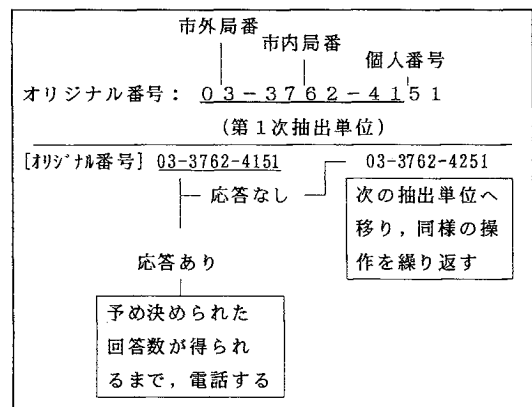 市外局番
市内局番
個人番号
オリジナル番号：０３－３７６２－４１５１
(第１次抽出単位)
[ｵﾘｼﾞﾅﾙ番号] 03-3762-4151 03-3762-4251
応答なし
次の抽出単位へ
移り，同様の操
作を繰り返す
応答あり
予め決められた
回答数が得られ
るまで，電話する